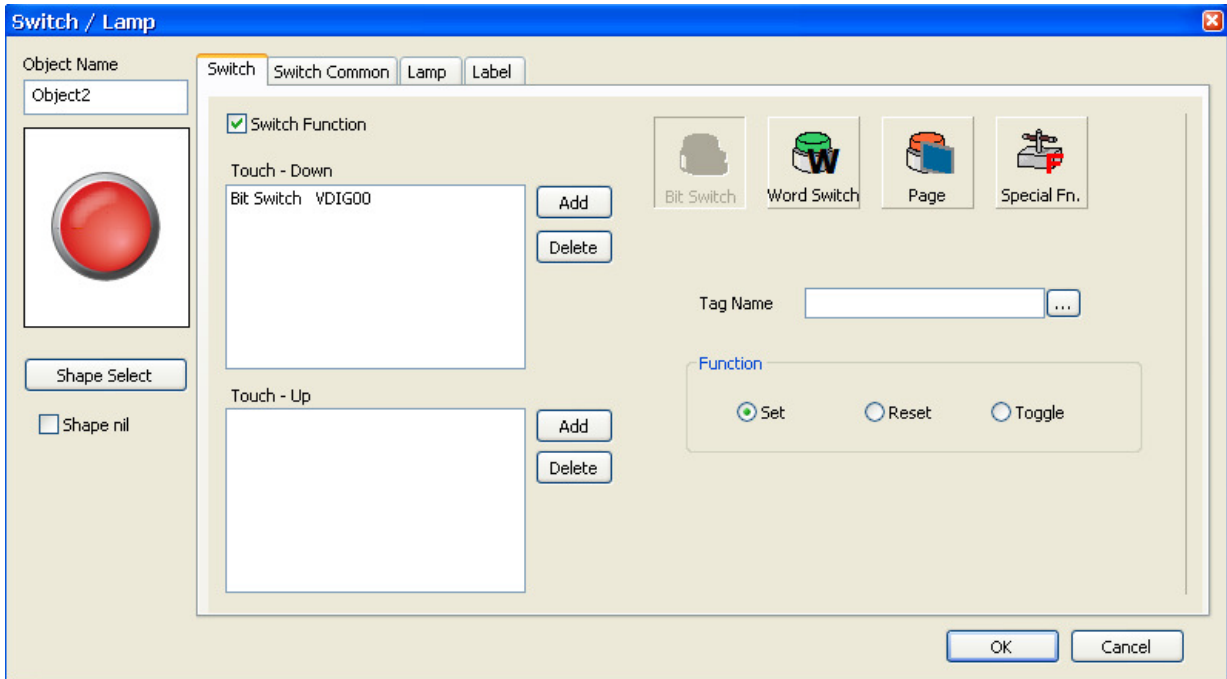 Switch / Lamp
Object Name
Object2
Shape Select
Shape nil
Switch Switch Common Lamp Label
Switch Function
Touch - Down
Bit Switch VDIG00
Add
Delete
Touch - Up
Add
Delete
Bit Switch
W
Word Switch
Page
F
Special Fn.
Tag Name
...
Function
Set Reset Toggle
OK Cancel